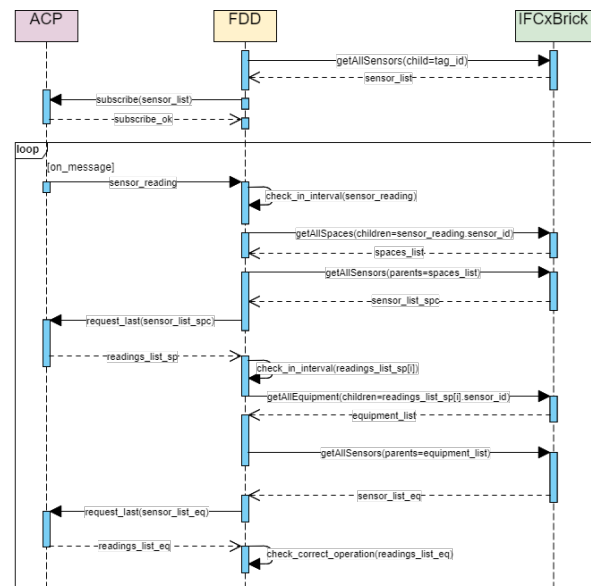 ACP
FDD
IFCxBrick
getAllSensors(child=tag_id)
sensor_list
subscribe(sensor_list)
subscribe_ok
loop
[on_message]
sensor_reading
check_in_interval(sensor_reading)
getAllSpaces(children=sensor_reading.sensor_id)
spaces_list
getAllSensors(parents=spaces_list)
sensor_list_spc
request_last(sensor_list_spc)
readings_list_sp
check_in_interval(readings_list_sp[i])
getAllEquipment(children=readings_list_sp[i].sensor_id)
equipment_list
getAllSensors(parents=equipment_list)
sensor_list_eq
request_last(sensor_list_eq)
readings_list_eq
check_correct_operation(readings_list_eq)